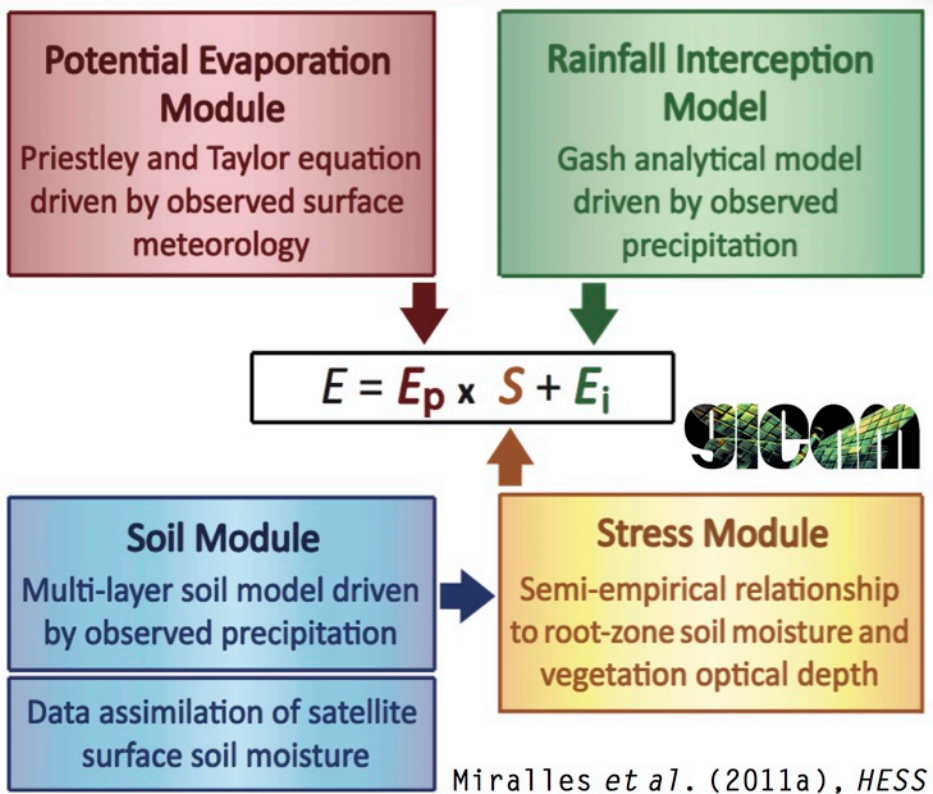 Potential Evaporation
Module
Priestley and Taylor equation
driven by observed surface
meteorology
Rainfall Interception
Model
Gash analytical model
driven by observed
precipitation
E = Ep x S + Ei
gleam
Soil Module
Multi-layer soil model driven
by observed precipitation
Data assimilation of satellite
surface soil moisture
Stress Module
Semi-empirical relationship
to root-zone soil moisture and
vegetation optical depth
Miralles et al. (2011a), HESS